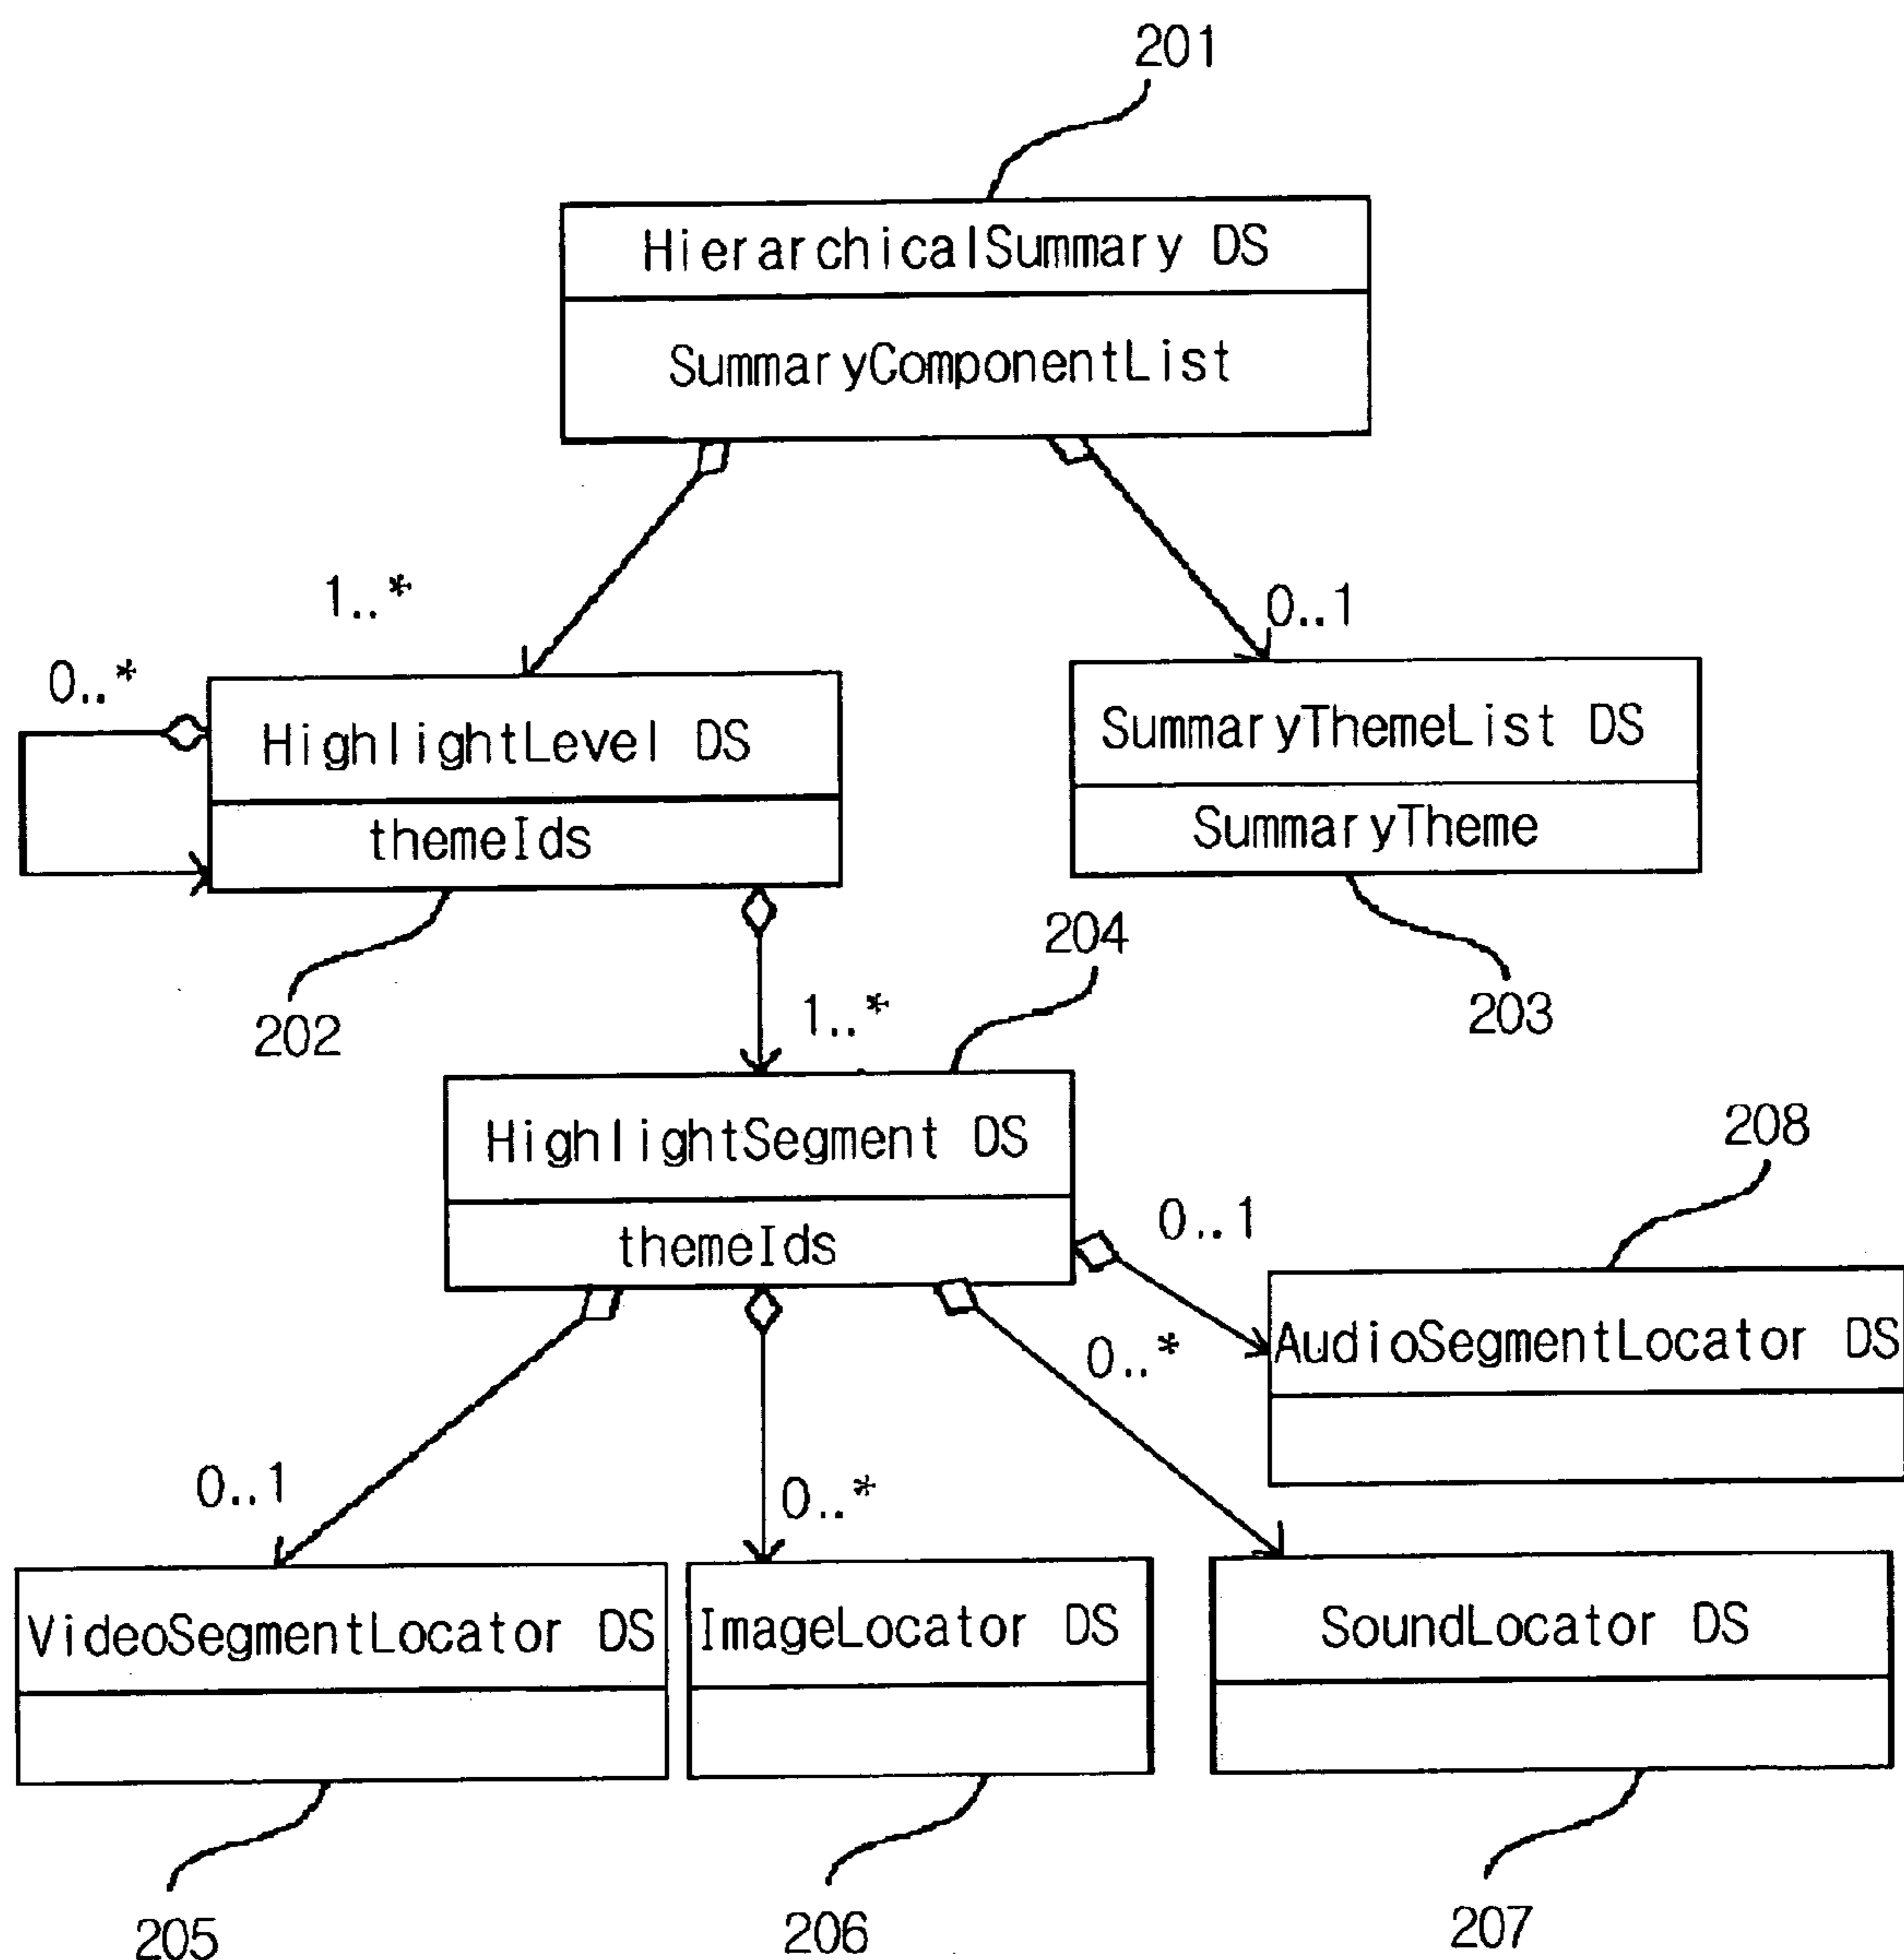 201
HierarchicalSummary DS
SummaryComponentList
1..*
0..1
0..*
HighlightLevel DS
themeIds
SummaryThemeList DS
SummaryTheme
202
204
203
1..*
HighlightSegment DS
themeIds
208
0..1
AudioSegmentLocator DS
0..*
0..1
0..*
VideoSegmentLocator DS
ImageLocator DS
SoundLocator DS
205
206
207